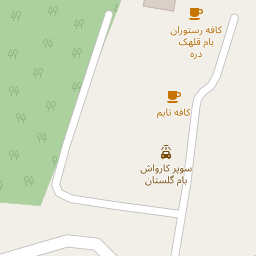 کافه رستوران
بام قلهک
دره
کافه تایم
سوپر کارواش
بام گلستان